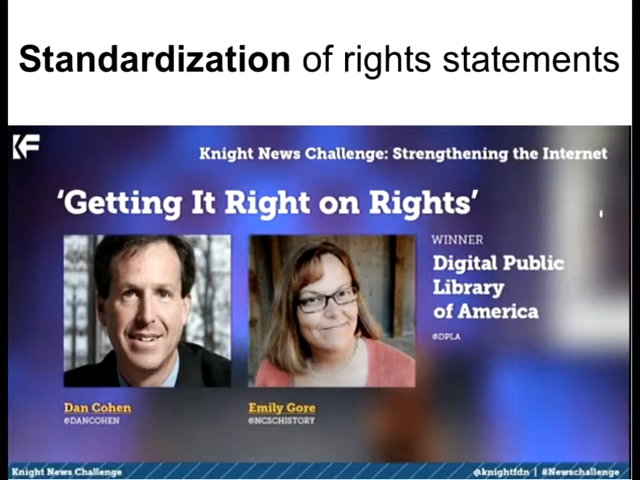 Standardization of rights statements
KF
Knight News Challenge: Strengthening the Internet
‘Getting It Right on Rights’
WINNER
Digital Public
Library
of America
@DPLA
Dan Cohen
@DANCOHEN
Emily Gore
@NCSCHISTORY
Knight News Challenge
@knightfdn | #Newschallenge